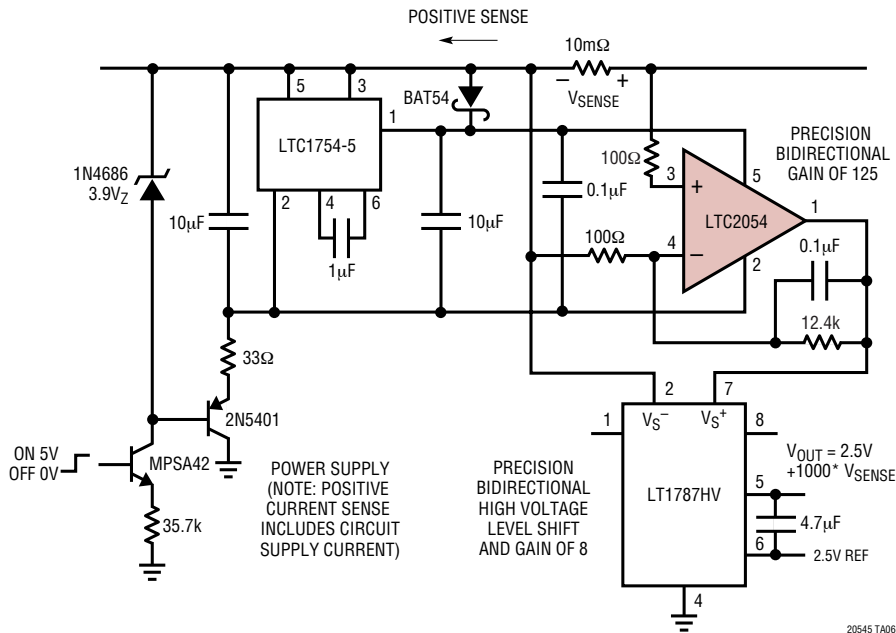 POSITIVE SENSE
10mΩ
− +
VSENSE
BAT54
5
3
LTC1754-5
1
2
4
6
1µF
1N4686
3.9VZ
10µF
10µF
0.1µF
100Ω
100Ω
3
+
4
−
5
LTC2054
1
2
PRECISION
BIDIRECTIONAL
GAIN OF 125
0.1µF
12.4k
33Ω
2N5401
ON 5V
OFF 0V
MPSA42
35.7k
POWER SUPPLY
(NOTE: POSITIVE
CURRENT SENSE
INCLUDES CIRCUIT
SUPPLY CURRENT)
PRECISION
BIDIRECTIONAL
HIGH VOLTAGE
LEVEL SHIFT
AND GAIN OF 8
2
7
1
VS−
VS+
8
LT1787HV
VOUT = 2.5V
+1000* VSENSE
5
4.7µF
6
2.5V REF
4
20545 TA06